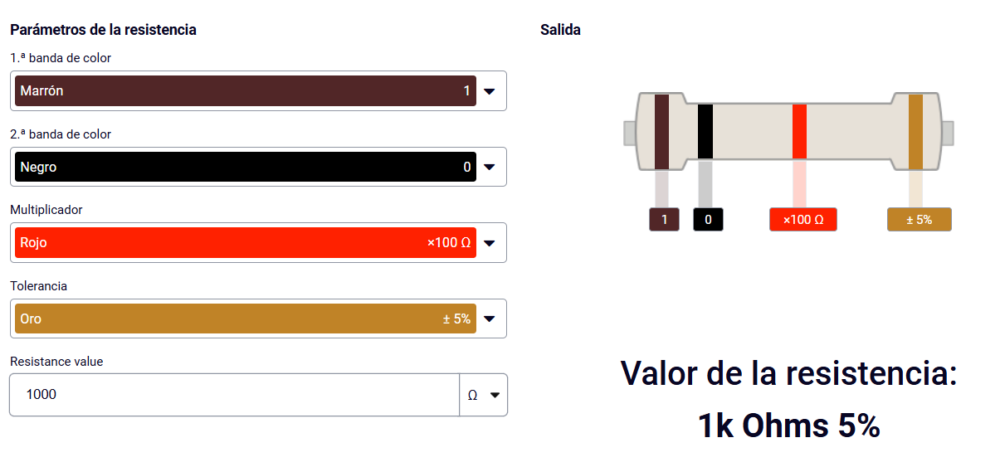 Parámetros de la resistencia
1.ª banda de color
Marrón 1
2.ª banda de color
Negro 0
Multiplicador
Rojo ×100 Ω
Tolerancia
Oro ± 5%
Resistance value
1000 Ω
Salida
1 0 ×100 Ω ± 5%
Valor de la resistencia:
1k Ohms 5%